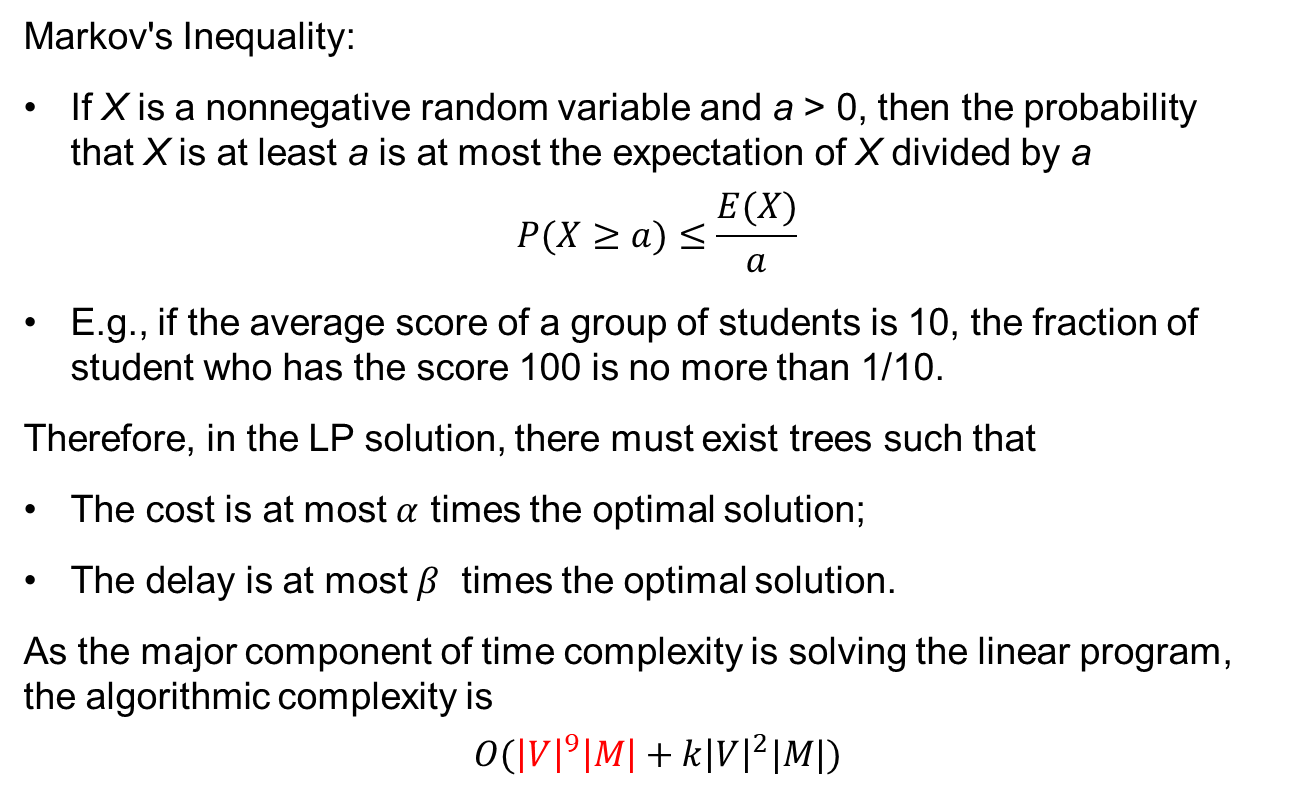 Markov's Inequality:
• If X is a nonnegative random variable and a > 0, then the probability
that X is at least a is at most the expectation of X divided by a
P(X ≥ a) ≤ E(X)/a
• E.g., if the average score of a group of students is 10, the fraction of
student who has the score 100 is no more than 1/10.
Therefore, in the LP solution, there must exist trees such that
• The cost is at most α times the optimal solution;
• The delay is at most β times the optimal solution.
As the major component of time complexity is solving the linear program,
the algorithmic complexity is
O(|V|⁹|M| + k|V|²|M|)